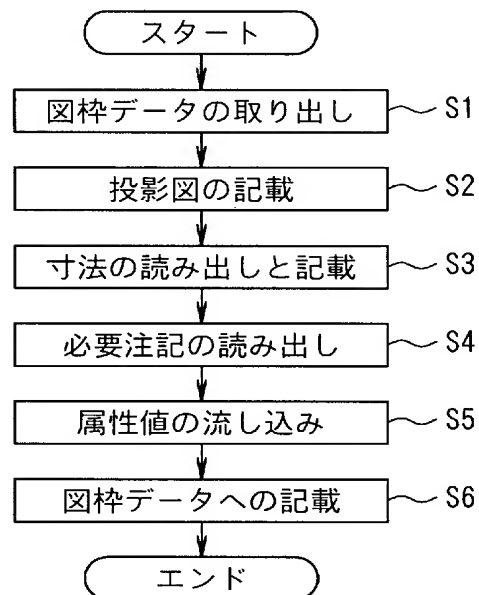 スタート
図枠データの取り出し S1
投影図の記載 S2
寸法の読み出しと記載 S3
必要注記の読み出し S4
属性値の流し込み S5
図枠データへの記載 S6
エンド